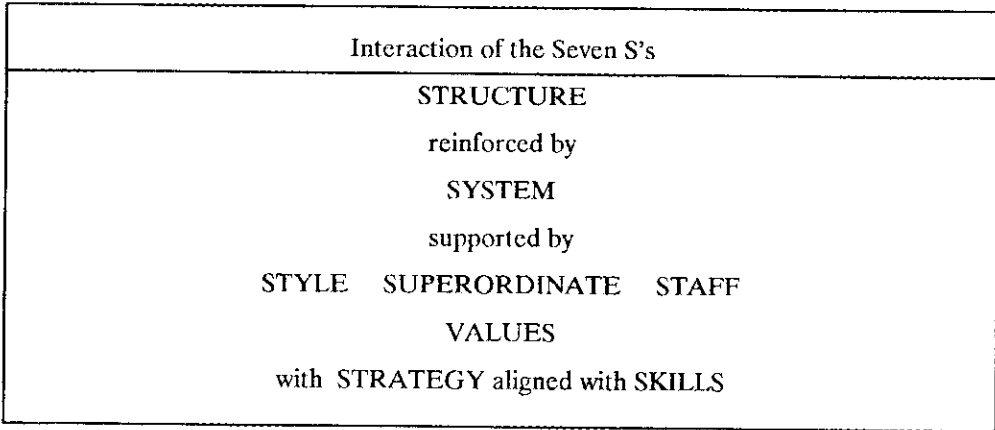 Interaction of the Seven S's
STRUCTURE
reinforced by
SYSTEM
supported by
STYLE SUPERORDINATE STAFF
VALUES
with STRATEGY aligned with SKILLS